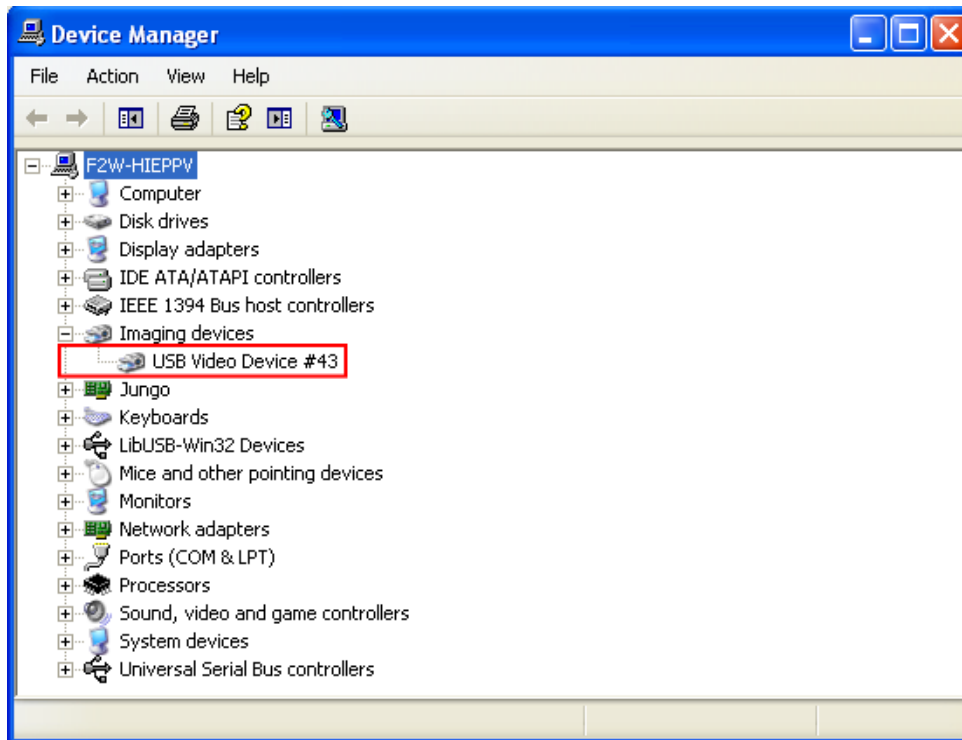 Device Manager
File Action View Help
F2W-HIEPPV
Computer
Disk drives
Display adapters
IDE ATA/ATAPI controllers
IEEE 1394 Bus host controllers
Imaging devices
USB Video Device #43
Jungo
Keyboards
LibUSB-Win32 Devices
Mice and other pointing devices
Monitors
Network adapters
Ports (COM & LPT)
Processors
Sound, video and game controllers
System devices
Universal Serial Bus controllers